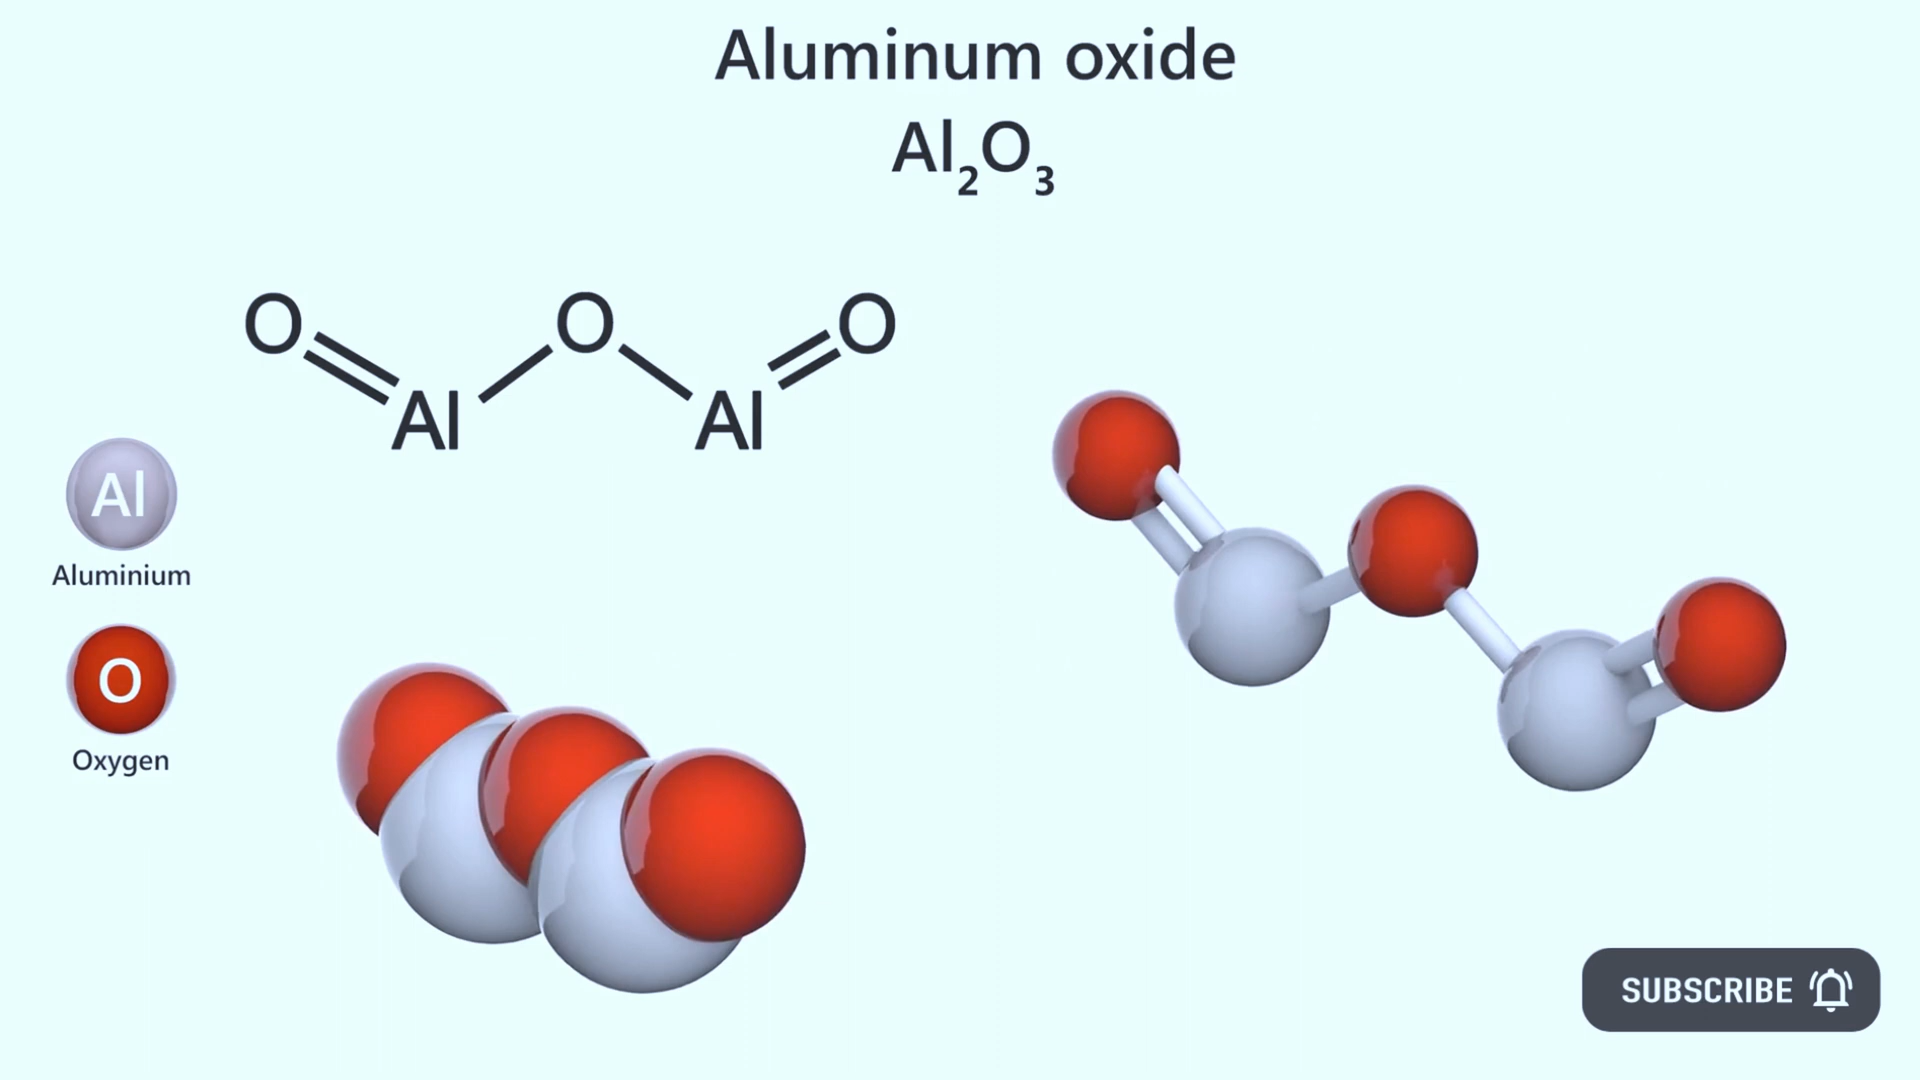 Aluminum oxide
Al₂O₃
O O O
Al Al
Al
Aluminium
O
Oxygen
SUBSCRIBE